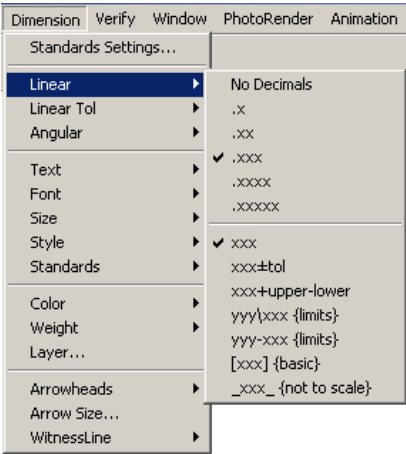 Dimension Verify Window PhotoRender Animation
Standards Settings...
Linear
Linear Tol
Angular
Text
Font
Size
Style
Standards
Color
Weight
Layer...
Arrowheads
Arrow Size...
WitnessLine
No Decimals
.x
.xx
.xxx
.xxxx
.xxxxx
xxx
xxx±tol
xxx+upper-lower
yyy\xxx {limits}
yyy-xxx {limits}
[xxx] {basic}
_xxx_ {not to scale}